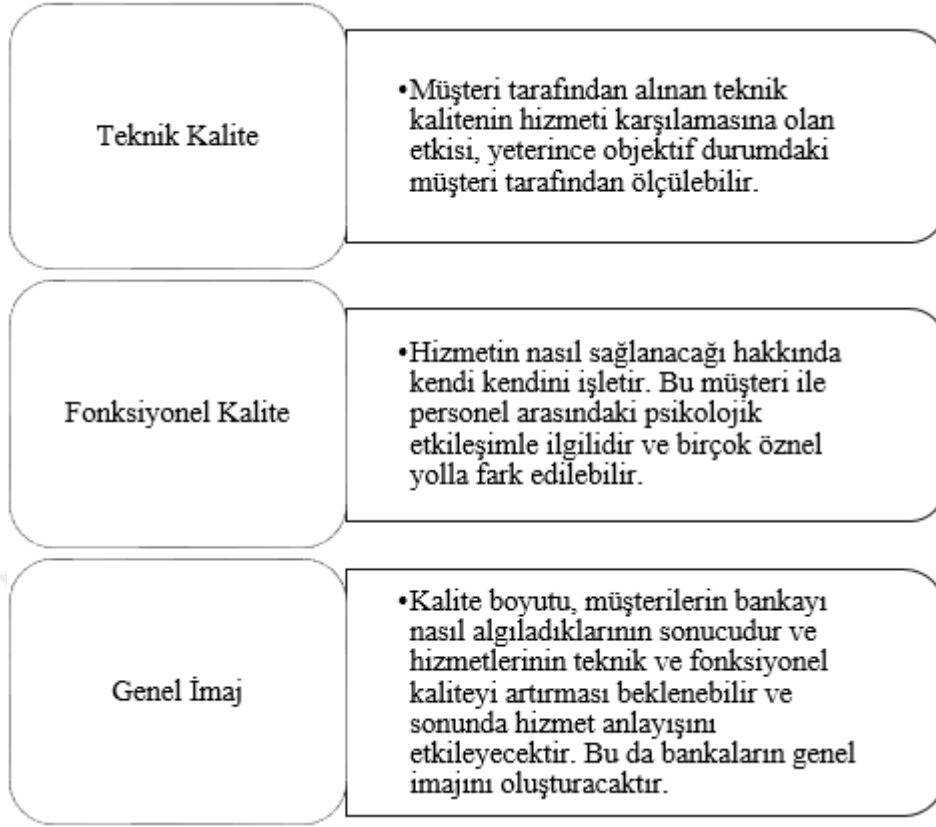 Teknik Kalite
•Müşteri tarafından alınan teknik
kalitenin hizmeti karşılamasına olan
etkisi, yeterince objektif durumdaki
müşteri tarafından ölçülebilir.
Fonksiyonel Kalite
•Hizmetin nasıl sağlanacağı hakkında
kendi kendini işletir. Bu müşteri ile
personel arasındaki psikolojik
etkileşimle ilgilidir ve birçok öznel
yolla fark edilebilir.
Genel İmaj
•Kalite boyutu, müşterilerin bankayı
nasıl algıladıklarının sonucudur ve
hizmetlerinin teknik ve fonksiyonel
kaliteyi artırması beklenebilir ve
sonunda hizmet anlayışını
etkileyecektir. Bu da bankaların genel
imajını oluşturacaktır.